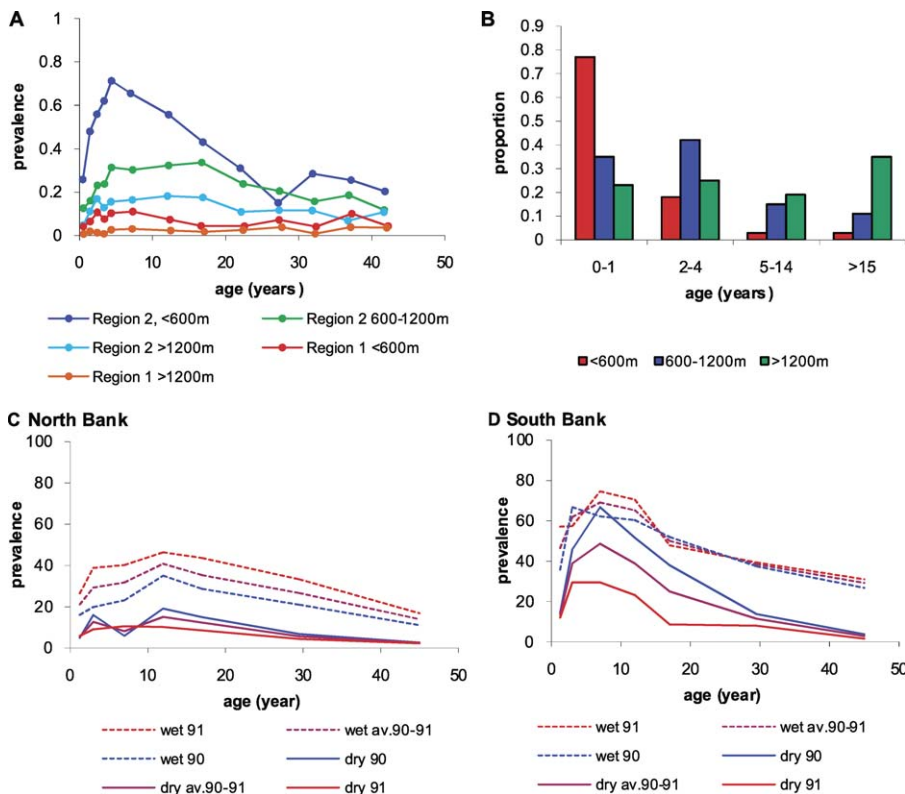 A
prevalence
1
0.8
0.6
0.4
0.2
0
0 10 20 30 40 50
age (years)
Region 2, <600m
Region 2 600-1200m
Region 2 >1200m
Region 1 <600m
Region 1 >1200m
B
proportion
0.9
0.8
0.7
0.6
0.5
0.4
0.3
0.2
0.1
0
0-1 2-4 5-14 >15
age (years)
<600m 600-1200m >1200m
C North Bank
prevalence
100
80
60
40
20
0
0 10 20 30 40 50
age (year)
wet 91
wet av.90-91
wet 90
dry 90
dry av.90-91
dry 91
D South Bank
prevalence
100
80
60
40
20
0
0 10 20 30 40 50
age (year)
wet 91
wet av.90-91
wet 90
dry 90
dry av.90-91
dry 91